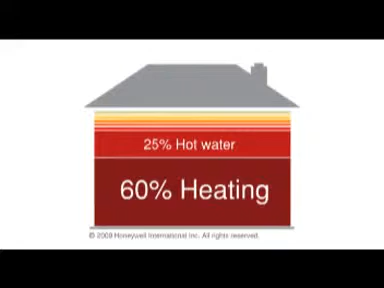 25% Hot water
60% Heating
© 2009 Honeywell International Inc. All rights reserved.